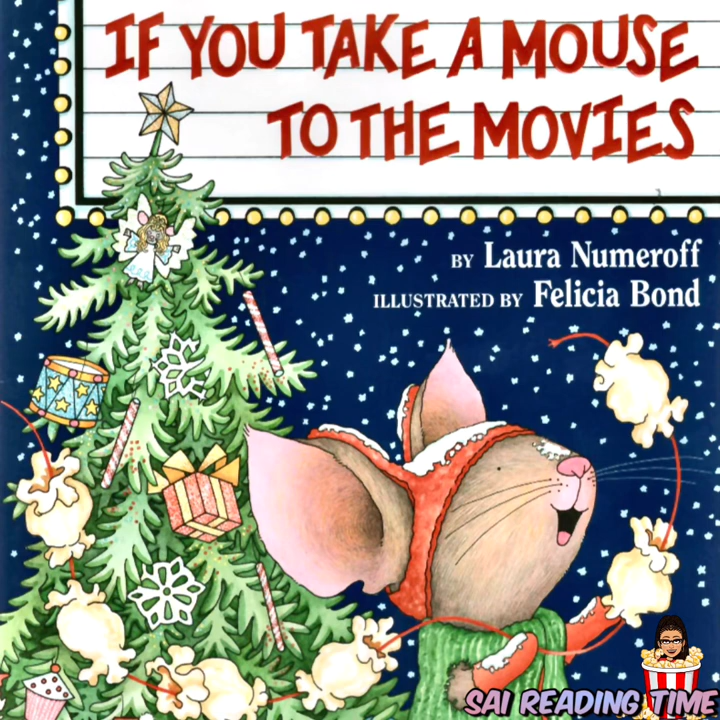 IF YOU TAKE A MOUSE
TO THE MOVIES
BY Laura Numeroff
ILLUSTRATED BY Felicia Bond
SAI READING TIME